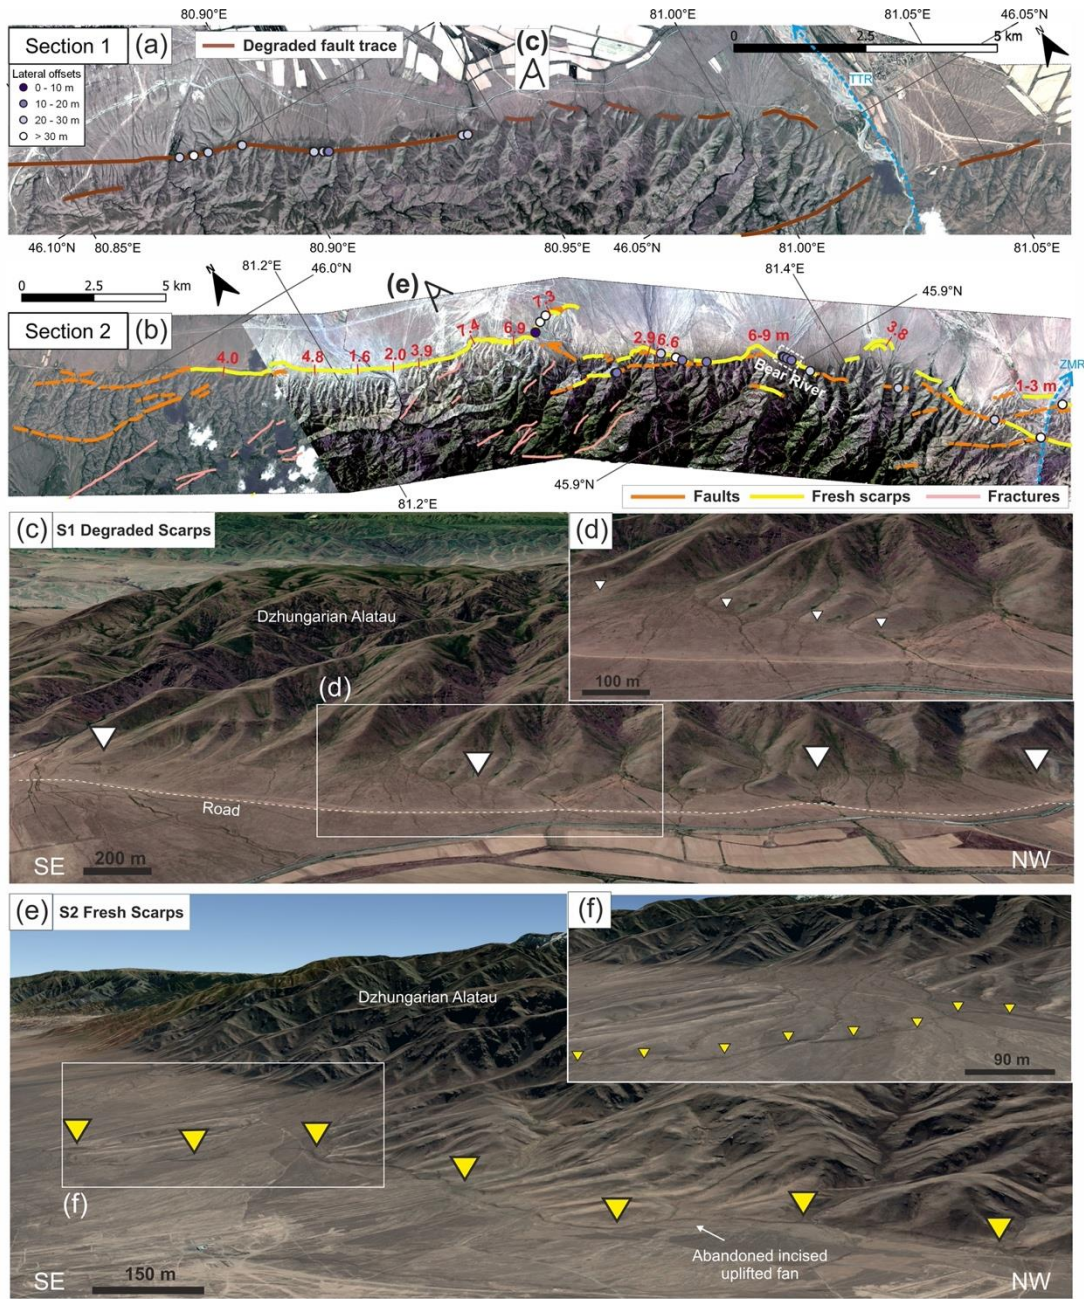 80.90°E
81.00°E
81.05°E
46.05°N
Section 1
(a)
Degraded fault trace
(c)
0
2.5
5 km
N
Lateral offsets
0 - 10 m
10 - 20 m
20 - 30 m
> 30 m
TTR
46.10°N
80.85°E
80.90°E
80.95°E
46.05°N
81.00°E
81.05°E
0
2.5
5 km
N
81.2°E
46.0°N
(e)
81.4°E
45.9°N
Section 2
(b)
4.0
4.8
1.6
2.0
3.9
7.4
6.9
7.3
2.9
6.6
6-9 m
3.8
1-3 m
Bear River
ZMR
45.9°N
81.2°E
Faults
Fresh scarps
Fractures
(c)
S1 Degraded Scarps
(d)
Dzhungarian Alatau
100 m
(d)
Road
200 m
SE
NW
(e)
S2 Fresh Scarps
(f)
Dzhungarian Alatau
90 m
(f)
Abandoned incised
uplifted fan
SE
150 m
NW